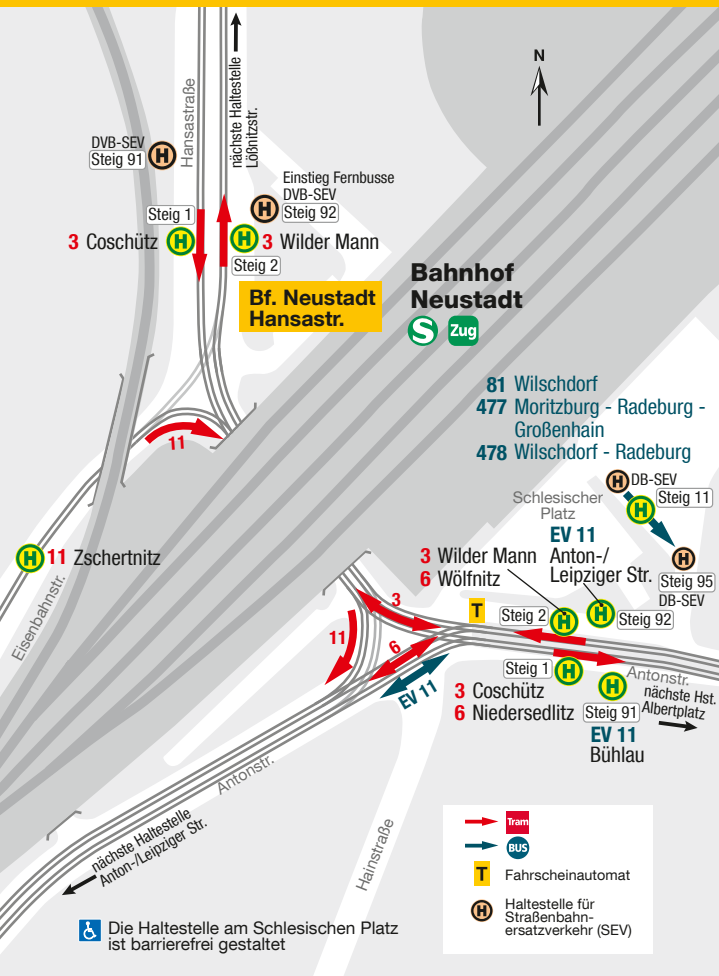 nächste Haltestelle
Lößnitzstr.
Hansastraße
N
DVB-SEV
Steig 91
H
Einstieg Fernbusse
DVB-SEV
Steig 92
H
Steig 1
3 Coschütz
H
H
3 Wilder Mann
Steig 2
Bf. Neustadt
Hansastr.
Bahnhof
Neustadt
S
Zug
81 Wilschdorf
477 Moritzburg - Radeburg -
Großenhain
478 Wilschdorf - Radeburg
11
H
DB-SEV
Steig 11
H
Schlesischer
Platz
H
11 Zschertnitz
Eisenbahnstr.
EV 11
Anton-/
Leipziger Str.
H
Steig 95
DB-SEV
3 Wilder Mann
6 Wölfnitz
3
T
Steig 2
H
H
Steig 92
11
6
EV 11
Steig 1
H
Antonstr.
nächste Hst.
Albertplatz
3 Coschütz
6 Niedersedlitz
H
Steig 91
EV 11
Bühlau
Antonstr.
Hainstraße
nächste Haltestelle
Anton-/Leipziger Str.
Tram
BUS
T
Fahrscheinautomat
H
Haltestelle für
Straßenbahn-
ersatzverkehr (SEV)
Die Haltestelle am Schlesischen Platz
ist barrierefrei gestaltet